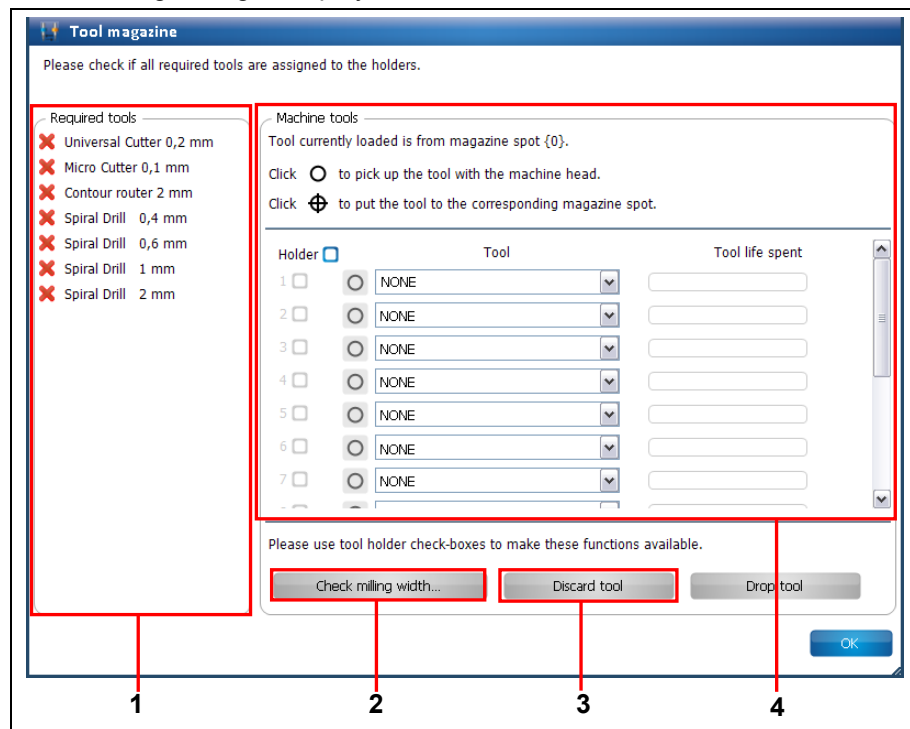 Tool magazine
Please check if all required tools are assigned to the holders.
Required tools
Universal Cutter 0,2 mm
Micro Cutter 0,1 mm
Contour router 2 mm
Spiral Drill 0,4 mm
Spiral Drill 0,6 mm
Spiral Drill 1 mm
Spiral Drill 2 mm
Machine tools
Tool currently loaded is from magazine spot {0}.
Click to pick up the tool with the machine head.
Click to put the tool to the corresponding magazine spot.
Holder Tool Tool life spent
1 NONE
2 NONE
3 NONE
4 NONE
5 NONE
6 NONE
7 NONE
Please use tool holder check-boxes to make these functions available.
Check milling width... Discard tool Drop tool
OK
1 2 3 4